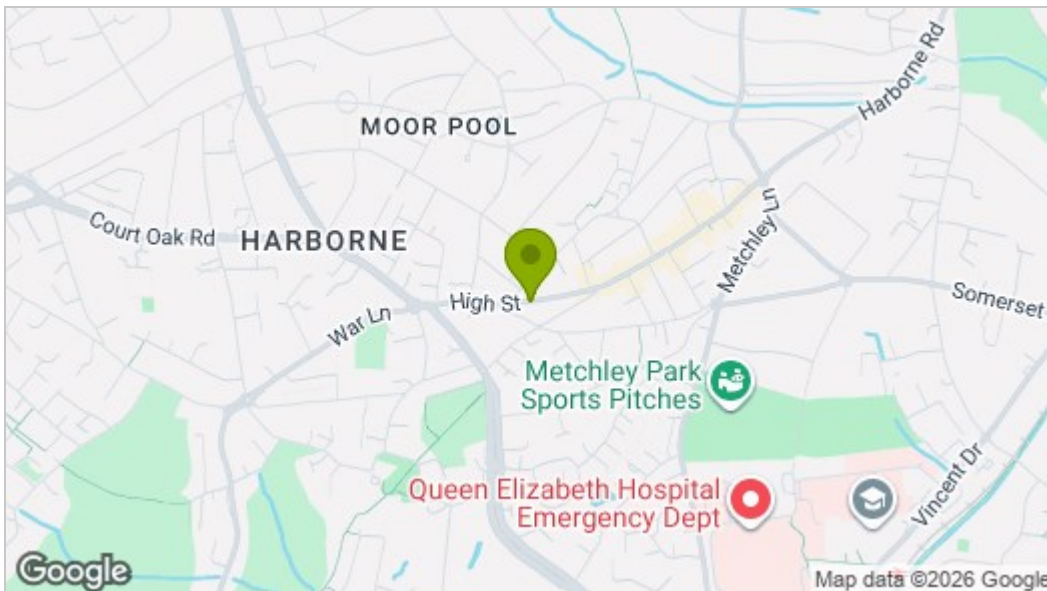 Harborne Rd
MOOR POOL
Court Oak Rd
HARBORNE
Metchley Ln
High St
War Ln
Somerset
Metchley Park
Sports Pitches
Queen Elizabeth Hospital
Emergency Dept
Vincent Dr
Google
Map data ©2026 Google